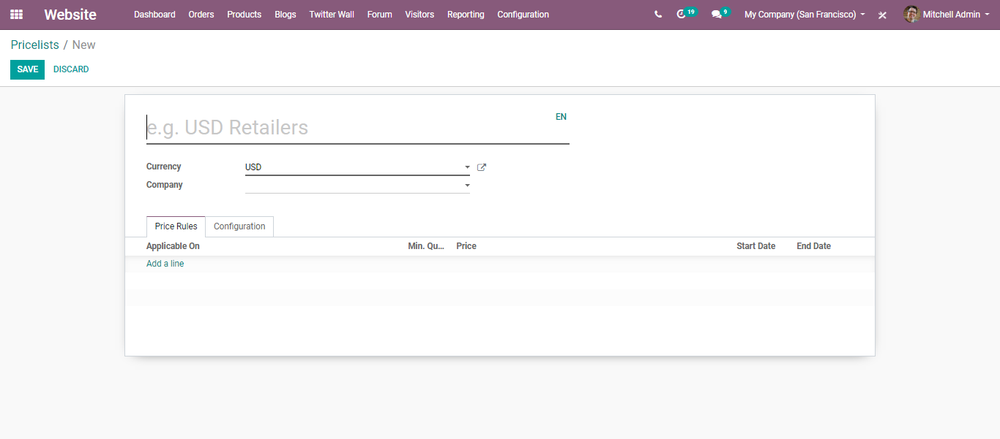 Website Dashboard Orders Products Blogs Twitter Wall Forum Visitors Reporting Configuration 19 9 My Company (San Francisco) Mitchell Admin
Pricelists / New
SAVE DISCARD
EN
e.g. USD Retailers
Currency USD
Company
Price Rules Configuration
Applicable On Min. Qu... Price Start Date End Date
Add a line